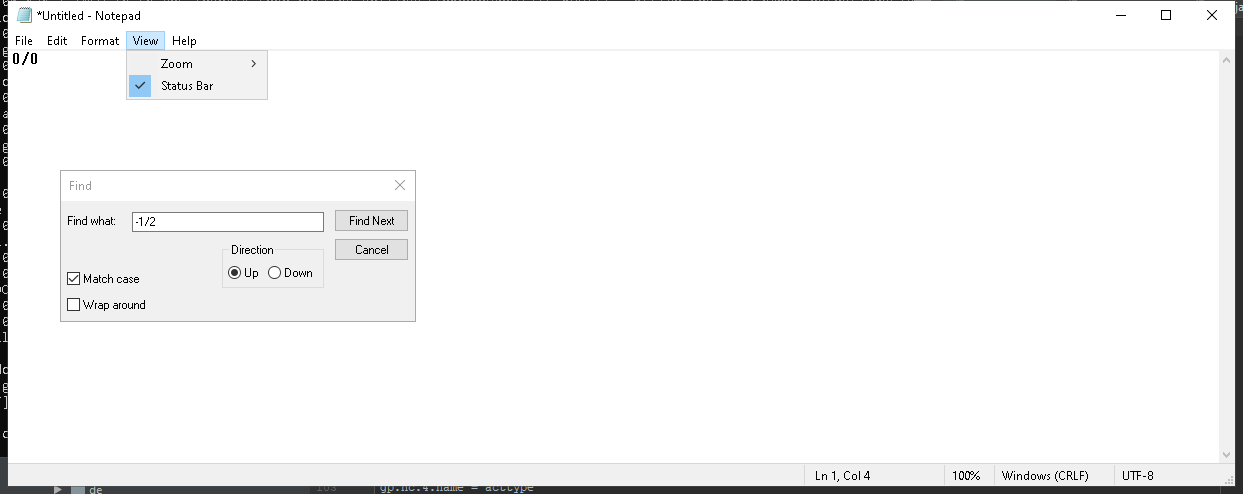 *Untitled - Notepad
File Edit Format View Help
0/0
Zoom
Status Bar
Find
Find what: -1/2 Find Next
Direction Cancel
Up Down
Match case
Wrap around
Ln 1, Col 4 100% Windows (CRLF) UTF-8
de gp.nc.4.name = acctype